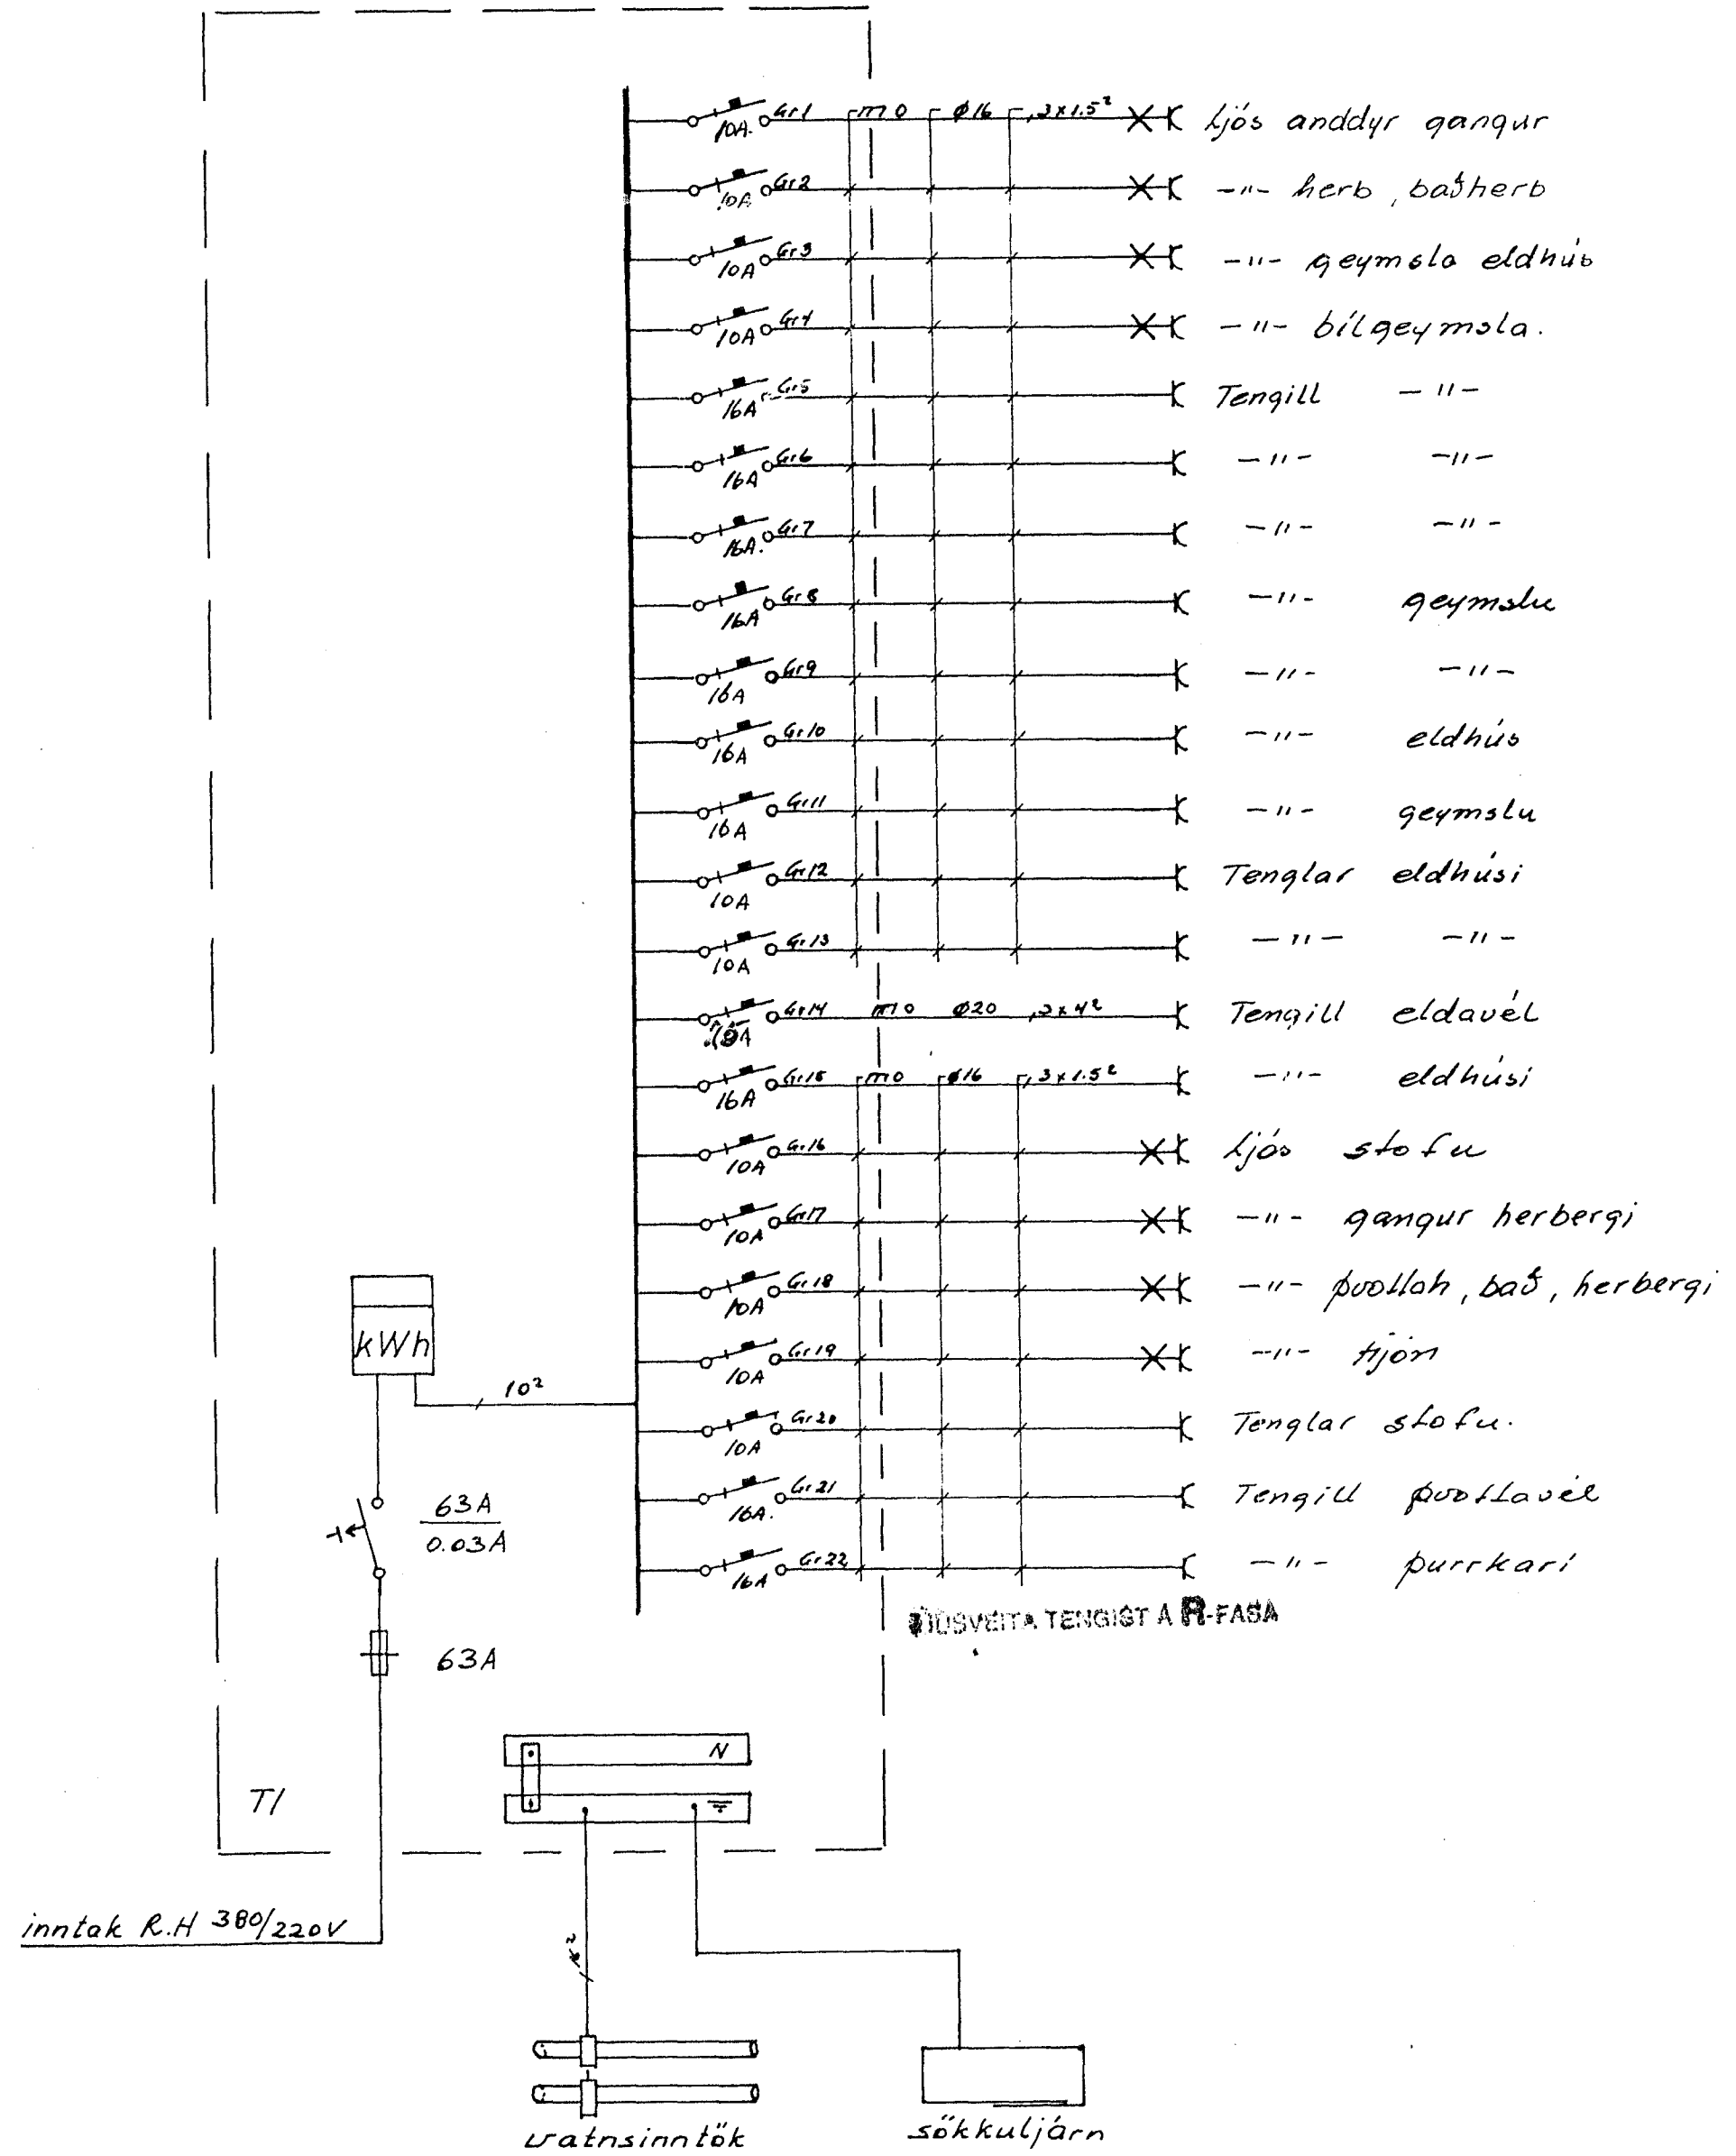 Gr1 m0 ø16 3x1.5² Ljós anddyr gangur
10A.
Gr2 -"- herb, baðherb
10A
Gr3 -"- geymsla eldhús
10A
Gr4 -"- bílgeymsla.
10A
Gr5 Tengill -"-
16A
Gr6 -"- -"-
16A
Gr7 -"- -"-
16A.
Gr8 -"- geymslu
16A
Gr9 -"- -"-
16A
Gr10 -"- eldhús
16A
Gr11 -"- geymslu
16A
Gr12 Tenglar eldhúsi
10A
Gr13 -"- -"-
10A
Gr14 m0 ø20 3x4² Tengill eldavél
Gr15 m0 ø16 3x1.5² -"- eldhúsi
16A
Gr16 Ljós stofu
10A
Gr17 -"- gangur herbergi
10A
Gr18 -"- þvottah, bað, herbergi
10A
Gr19 -"-
10A
kWh
10²
Gr20 Tenglar stofu.
10A
Gr21 Tengill þvottavél
16A.
63A
0.03A
Gr22 -"- þurrkari
16A
TENGIST A R-FASA
63A
N
T1
inntak R.H 380/220V
vatnsinntök
sökkuljárn